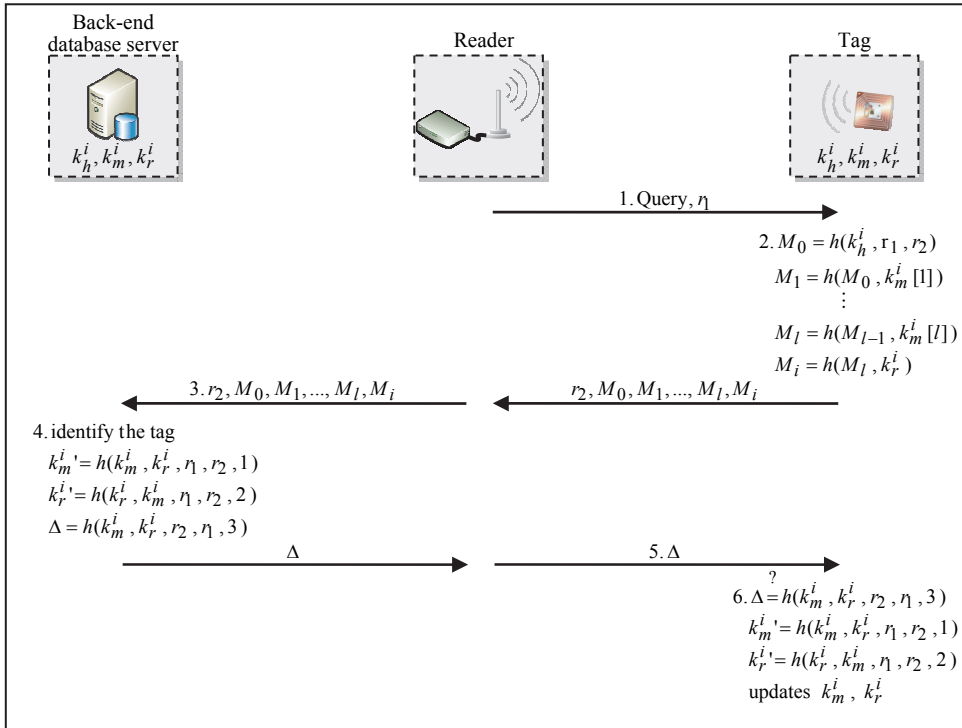 Back-end
database server
Reader
Tag
k_h^i, k_m^i, k_r^i
k_h^i, k_m^i, k_r^i
1. Query, r_1
2. M_0 = h(k_h^i, r_1, r_2)
M_1 = h(M_0, k_m^i [1])
⋮
M_l = h(M_{l-1}, k_m^i [l])
M_i = h(M_l, k_r^i)
3. r_2, M_0, M_1, ..., M_l, M_i
r_2, M_0, M_1, ..., M_l, M_i
4. identify the tag
k_m^i ' = h(k_m^i, k_r^i, r_1, r_2, 1)
k_r^i ' = h(k_r^i, k_m^i, r_1, r_2, 2)
Δ = h(k_m^i, k_r^i, r_2, r_1, 3)
Δ
5. Δ
6. Δ ?= h(k_m^i, k_r^i, r_2, r_1, 3)
k_m^i ' = h(k_m^i, k_r^i, r_1, r_2, 1)
k_r^i ' = h(k_r^i, k_m^i, r_1, r_2, 2)
updates k_m^i, k_r^i